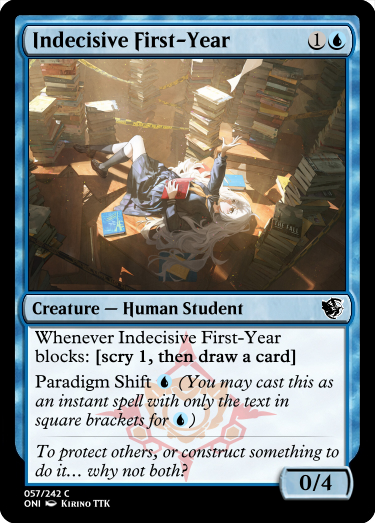 Indecisive First-Year 1
Creature — Human Student
Whenever Indecisive First-Year
blocks: [scry 1, then draw a card]
Paradigm Shift (You may cast this as
an instant spell with only the text in
square brackets for )
To protect others, or construct something to
do it… why not both?
0/4
057/242 C
ONI KIRINO TTK